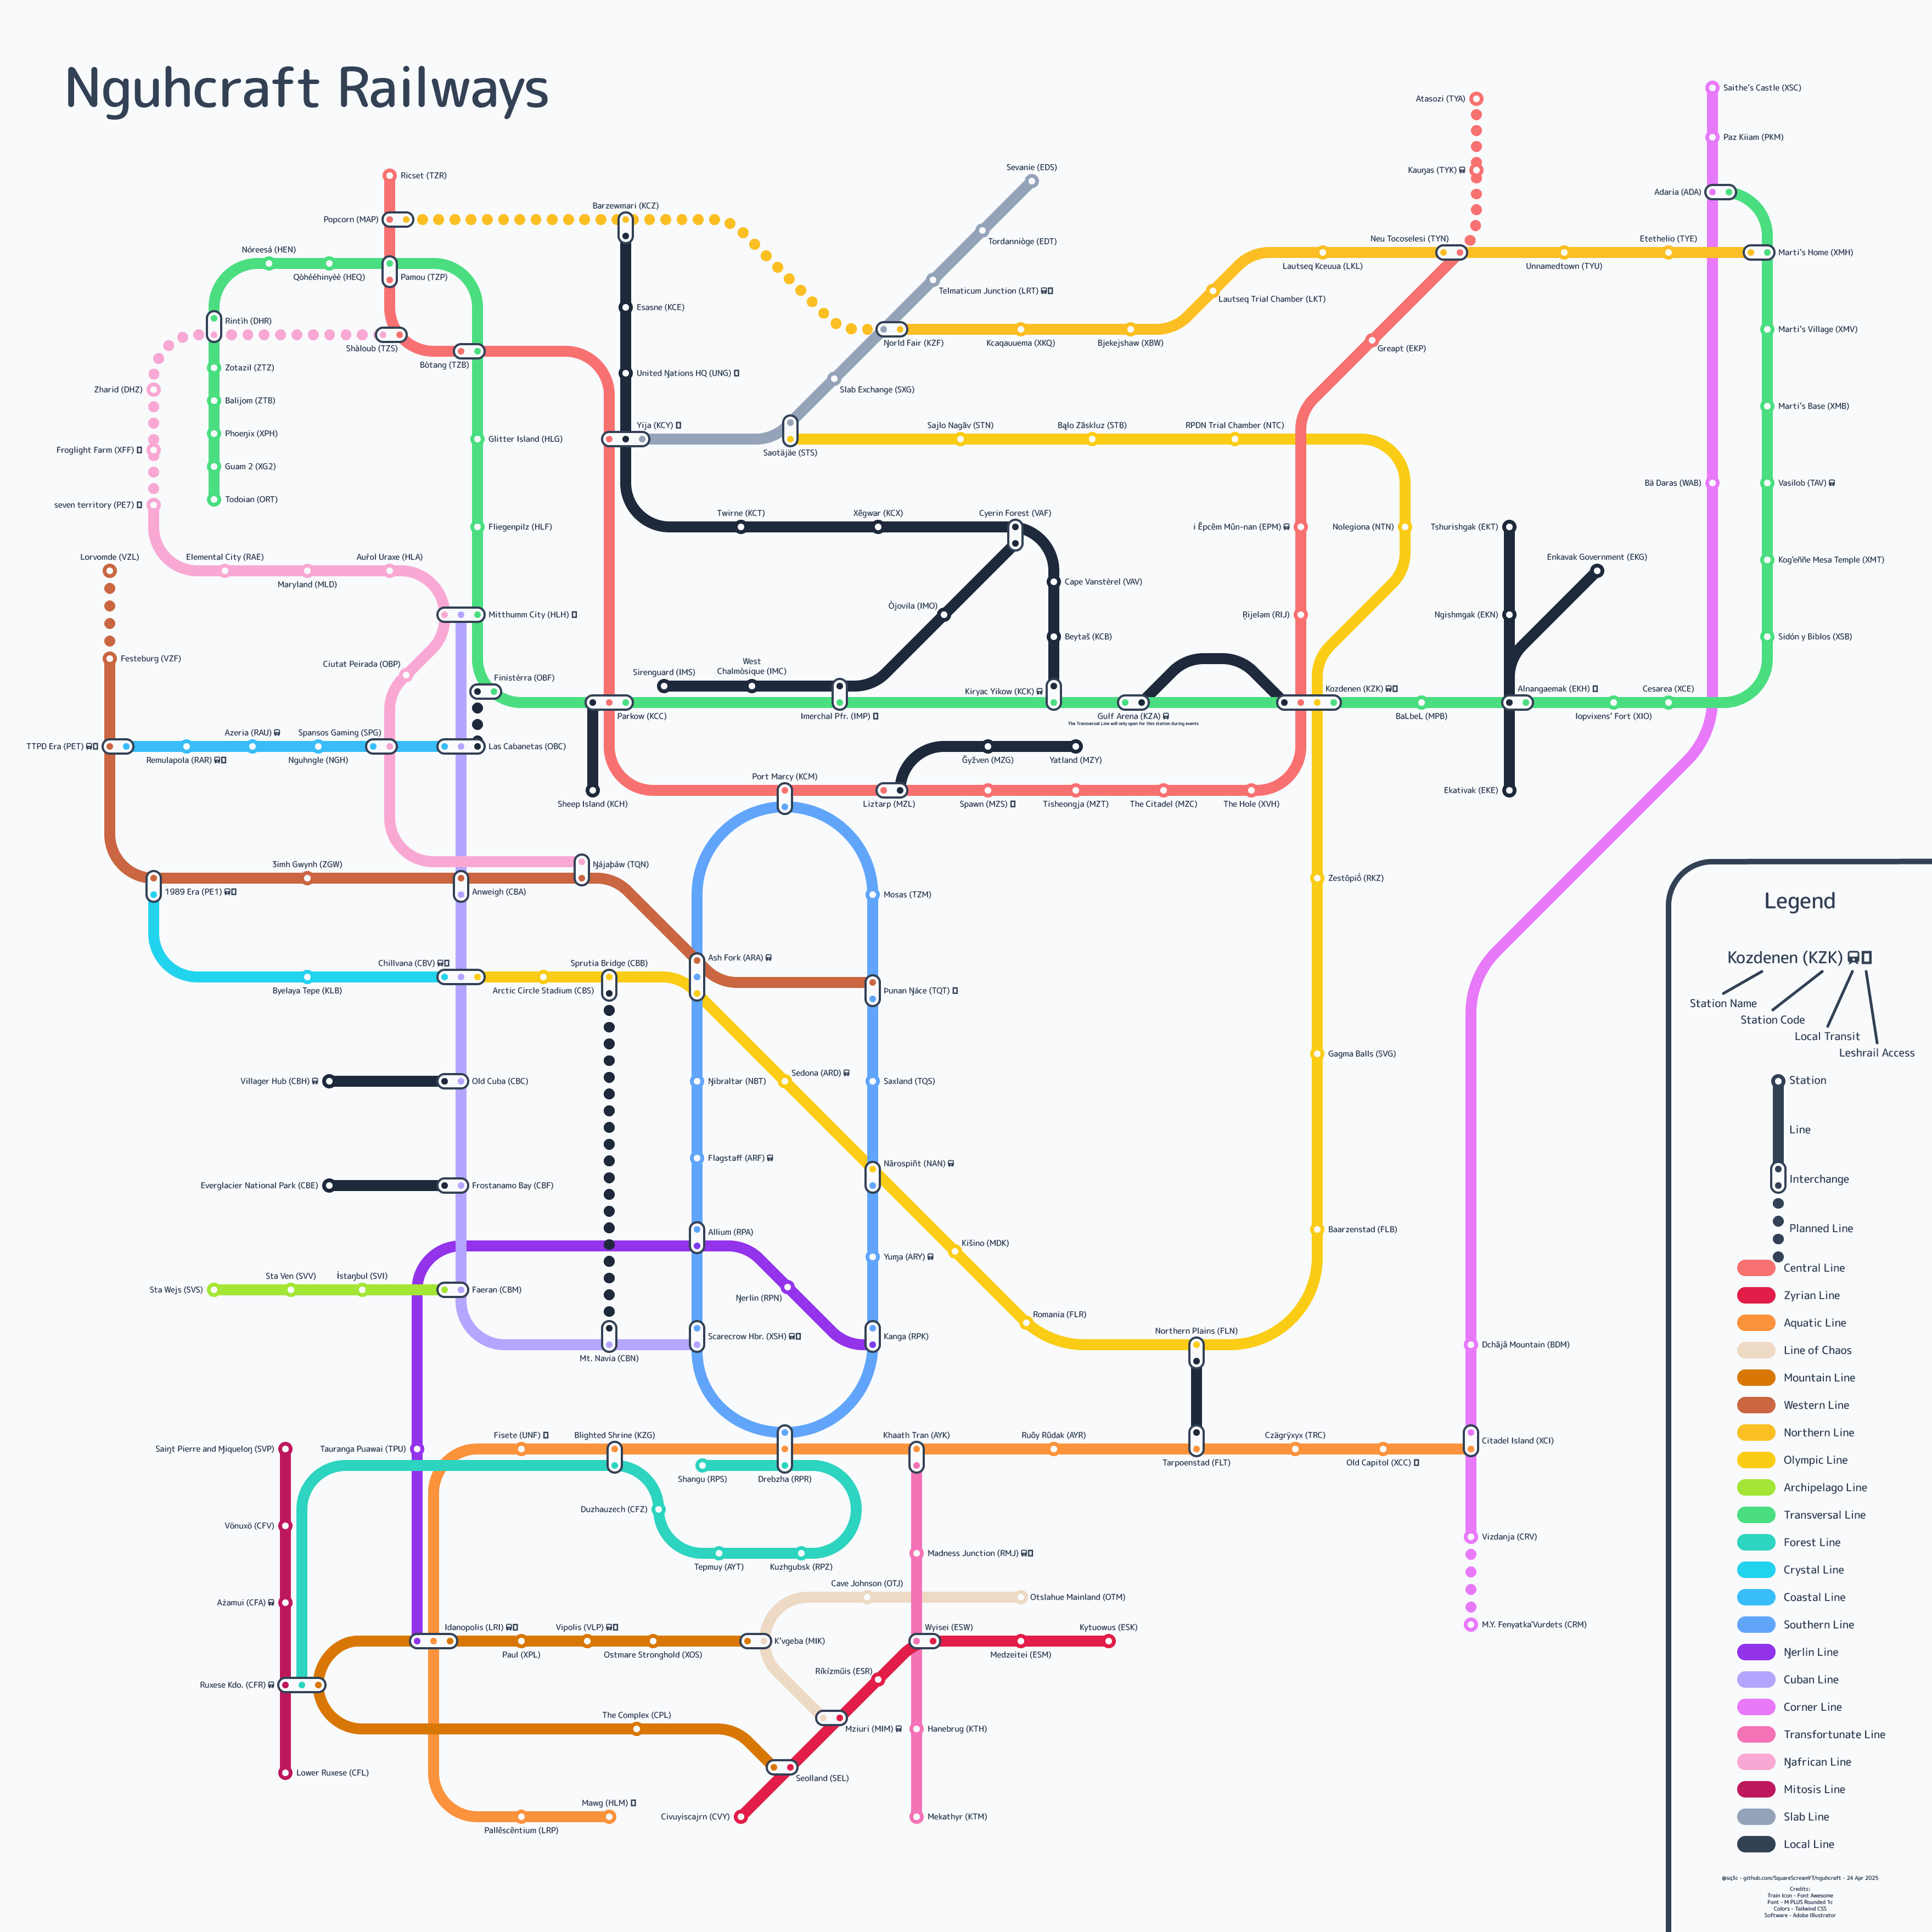 Nguhcraft Railways
Saithe's Castle (XSC)
Atasozi (TYA)
Paz Kiiam (PKM)
Sevanie (EDS)
Kauŋas (TYK)
Ricset (TZR)
Adaria (ADA)
Barzewmari (KCZ)
Popcorn (MAP)
Tordanniòge (EDT)
Neu Tocoselesi (TYN)
Etethelio (TYE)
Nóreesá (HEN)
Marti's Home (XMH)
Qòhééhinyéé (HEQ)
Pamou (TZP)
Lautseq Kceuua (LKL)
Unnamedtown (TYU)
Telmaticum Junction (LRT)
Lautseq Trial Chamber (LKT)
Esasne (KCE)
Rintìh (DHR)
Marti's Village (XMV)
Shàloub (TZS)
Ŋorld Fair (KZF)
Kcaqauuema (XKQ)
Bjekejshaw (XBW)
Greapt (EKP)
Bòtang (TZB)
Zotazil (ZTZ)
United Ŋations HQ (UNG)
Slab Exchange (SXG)
Zharid (DHZ)
Balijom (ZTB)
Marti's Base (XMB)
Phoeŋix (XPH)
Glitter Island (HLG)
Yija (KCY)
Sajlo Nagăv (STN)
Bąło Zăskluz (STB)
RPDN Trial Chamber (NTC)
Froglight Farm (XFF)
Saotäjäe (STS)
Guam 2 (XG2)
Bä Daras (WAB)
Vasilob (TAV)
Todoian (ORT)
seven territory (PE7)
Twirne (KCT)
Xêgwar (KCX)
Cyerin Forest (VAF)
Fliegenpilz (HLF)
i Êpcêm Mûn-nan (EPM)
Nolegiona (NTN)
Tshurishgak (EKT)
Lorvomde (VZL)
Elemental City (RAE)
Auřol Uraxe (HLA)
Enkavak Government (EKG)
Kog'eññe Mesa Temple (XMT)
Maryland (MLD)
Cape Vanstèrel (VAV)
Òjovila (IMO)
Mitthumm City (HLH)
Ŗijelam (RIJ)
Ngishmgak (EKN)
Beytaš (KCB)
Sidón y Biblos (XSB)
Festeburg (VZF)
Ciutat Peirada (OBP)
West
Chalmòsique (IMC)
Sirenguard (IMS)
Finistèrra (OBF)
Kiryac Yikow (KCK)
Kozdenen (KZK)
Alnangaemak (EKH)
Cesarea (XCE)
Parkow (KCC)
Imerchal Pfr. (IMP)
Gulf Arena (KZA)
The Transversal Line will only open for this station during events
BaLbeL (MPB)
Iopvixens' Fort (XIO)
Azeria (RAU)
Spansos Gaming (SPG)
TTPD Era (PET)
Las Cabanetas (OBC)
Remulapola (RAR)
Nguhngle (NGH)
Ğyžven (MZG)
Yatland (MZY)
Port Marcy (KCM)
Sheep Island (KCH)
Liztarp (MZL)
Spawn (MZS)
Tisheongja (MZT)
The Citadel (MZC)
The Hole (XVH)
Ekativak (EKE)
3imh Gwynh (ZGW)
Ŋájaþáw (TQN)
1989 Era (PE1)
Anweigh (CBA)
Zestōpiṓ (RKZ)
Mosas (TZM)
Legend
Ash Fork (ARA)
Kozdenen (KZK)
Chillvana (CBV)
Sprutia Bridge (CBB)
Byelaya Tepe (KLB)
Arctic Circle Stadium (CBS)
Þunan Ŋáce (TQT)
Station Name
Station Code
Local Transit
Leshrail Access
Gagma Balls (SVG)
Sedona (ARD)
Villager Hub (CBH)
Old Cuba (CBC)
Ŋibraltar (NBT)
Saxland (TQS)
Station
Line
Flagstaff (ARF)
Nārospiñt (NAN)
Everglacier National Park (CBE)
Frostanamo Bay (CBF)
Interchange
Allium (RPA)
Baarzenstad (FLB)
Planned Line
Kišino (MDK)
Yuma (ARY)
Sta Ven (SVV)
İstaŋbul (SVI)
Central Line
Sta Wejs (SVS)
Faeran (CBM)
Ŋerlin (RPN)
Zyrian Line
Romania (FLR)
Aquatic Line
Northern Plains (FLN)
Scarecrow Hbr. (XSH)
Kanga (RPK)
Dchâjâ Mountain (BDM)
Mt. Navia (CBN)
Line of Chaos
Mountain Line
Western Line
Northern Line
Saiŋt Pierre and Ŋiqueloŋ (SVP)
Tauranga Puawai (TPU)
Fisete (UNF)
Blighted Shrine (KZG)
Khaath Tran (AYK)
Ruōy Rūdak (AYR)
Czăgrÿxyx (TRC)
Citadel Island (XCI)
Tarpoenstad (FLT)
Old Capitol (XCC)
Olympic Line
Shangu (RPS)
Drebzha (RPR)
Archipelago Line
Duzhauzech (CFZ)
Transversal Line
Vönuxö (CFV)
Vizdanja (CRV)
Forest Line
Madness Junction (RMJ)
Tepmuy (AYT)
Kuzhgubsk (RPZ)
Crystal Line
Cave Johnson (OTJ)
Otslahue Mainland (OTM)
Coastal Line
Ażamui (CFA)
M.Y. Fenyatka'Vurdets (CRM)
Southern Line
Idanopolis (LRI)
Vipolis (VLP)
Wyisei (ESW)
Kytuowus (ESK)
K'vgeba (MIK)
Paul (XPL)
Ostmare Stronghold (XOS)
Medzeitei (ESM)
Ŋerlin Line
Ríkízműis (ESR)
Cuban Line
Ruxese Kdo. (CFR)
Corner Line
The Complex (CPL)
Mziuri (MIM)
Hanebrug (KTH)
Transfortunate Line
Ŋafrican Line
Lower Ruxese (CFL)
Seolland (SEL)
Mitosis Line
Mawg (HLM)
Civuyiscajrn (CVY)
Mekathyr (KTM)
Slab Line
Pallēscēntium (LRP)
Local Line
@sq3c - github.com/SquareScreamYT/nguhcraft - 24 Apr 2025
Credits:
Train Icon - Font Awesome
Font - M PLUS Rounded 1c
Colors - Tailwind CSS
Software - Adobe Illustrator